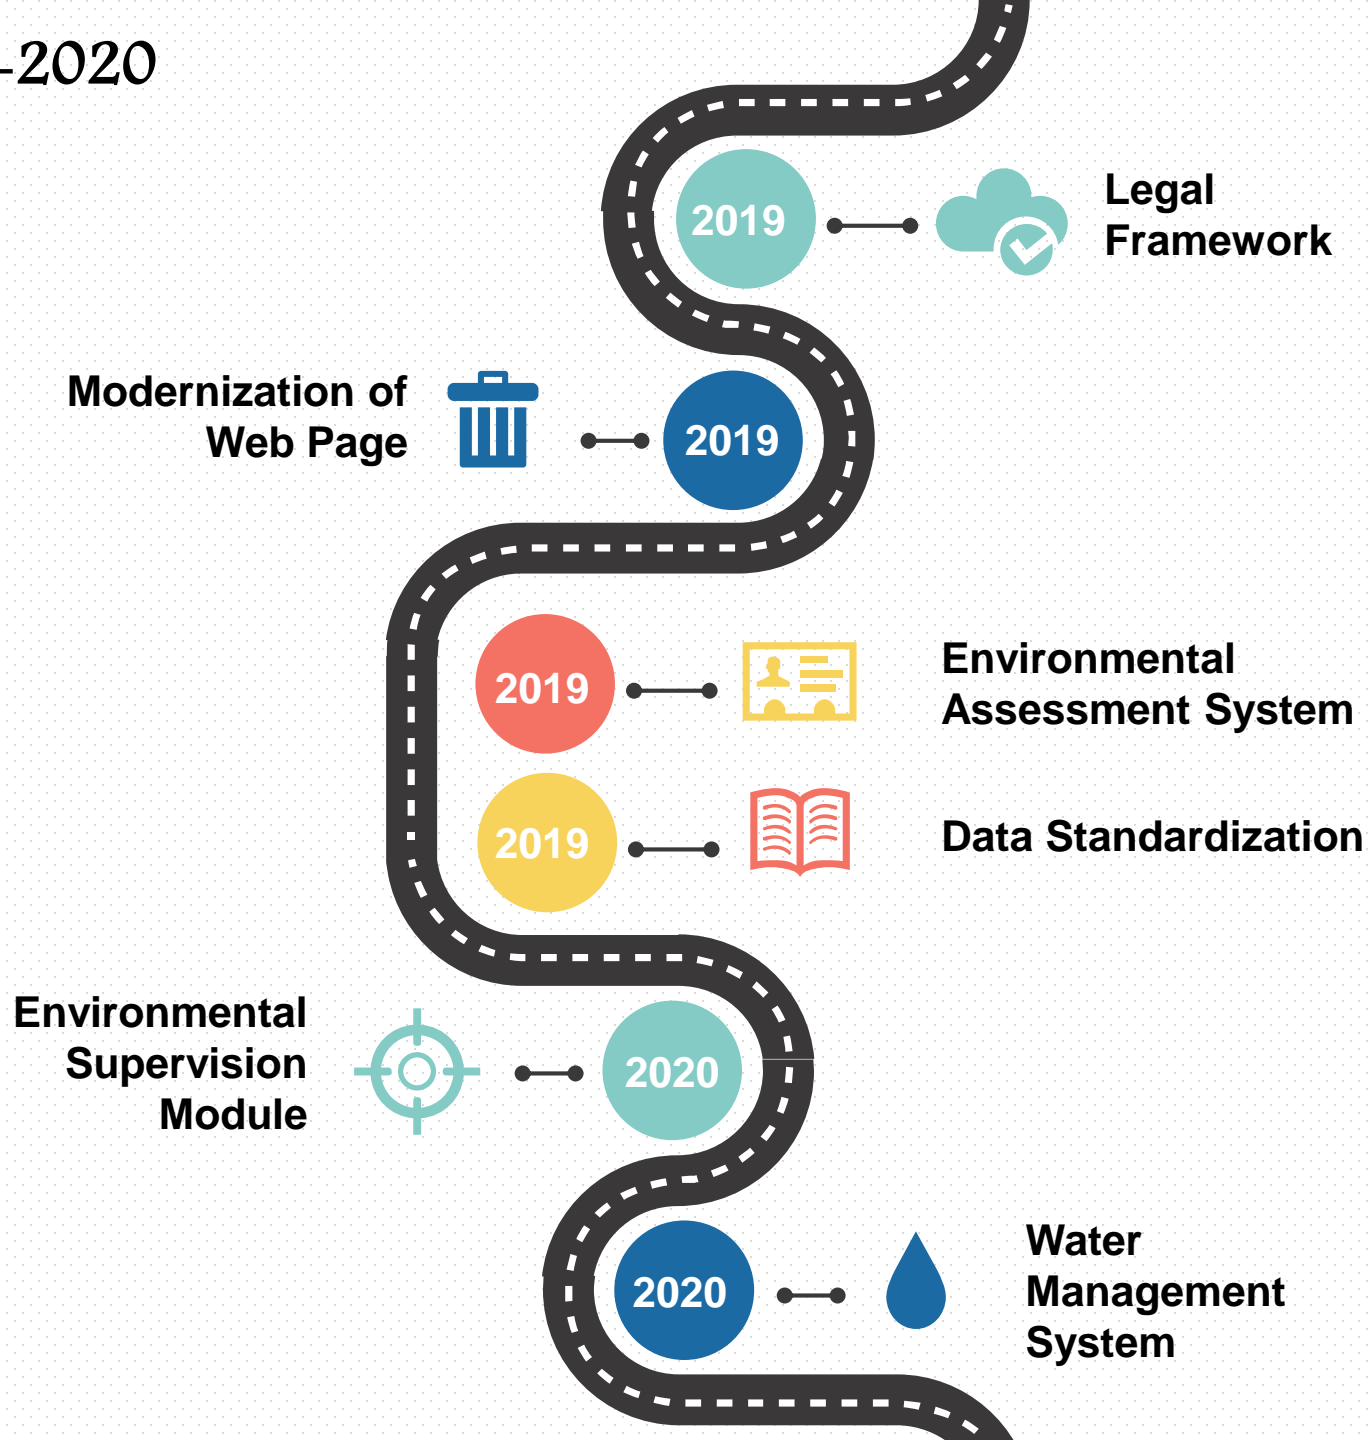 -2020
2019
Legal
Framework
Modernization of
Web Page
2019
2019
Environmental
Assessment System
2019
Data Standardization
Environmental
Supervision
Module
2020
2020
Water
Management
System